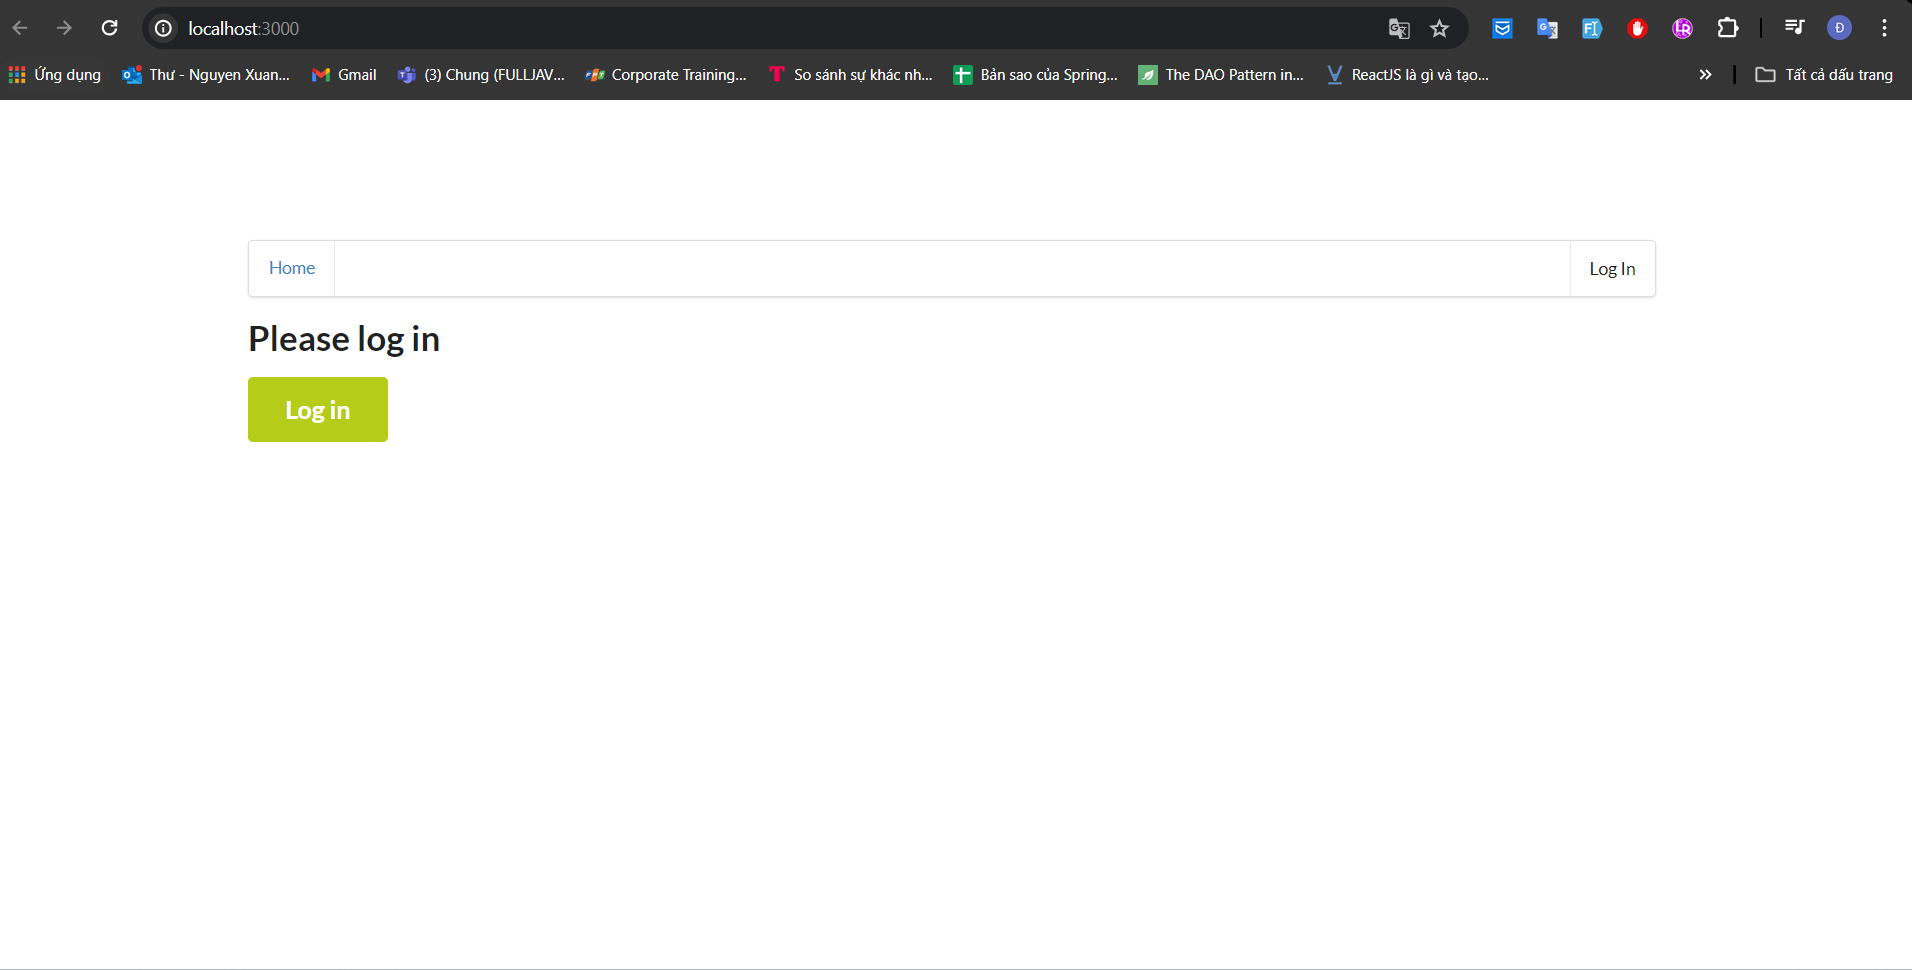 localhost:3000
Ứng dụng Thư - Nguyen Xuan... Gmail (3) Chung (FULLJAV... Corporate Training... So sánh sự khác nh... Bản sao của Spring... The DAO Pattern in... ReactJS là gì và tạo... Tất cả dấu trang
Home Log In
Please log in
Log in